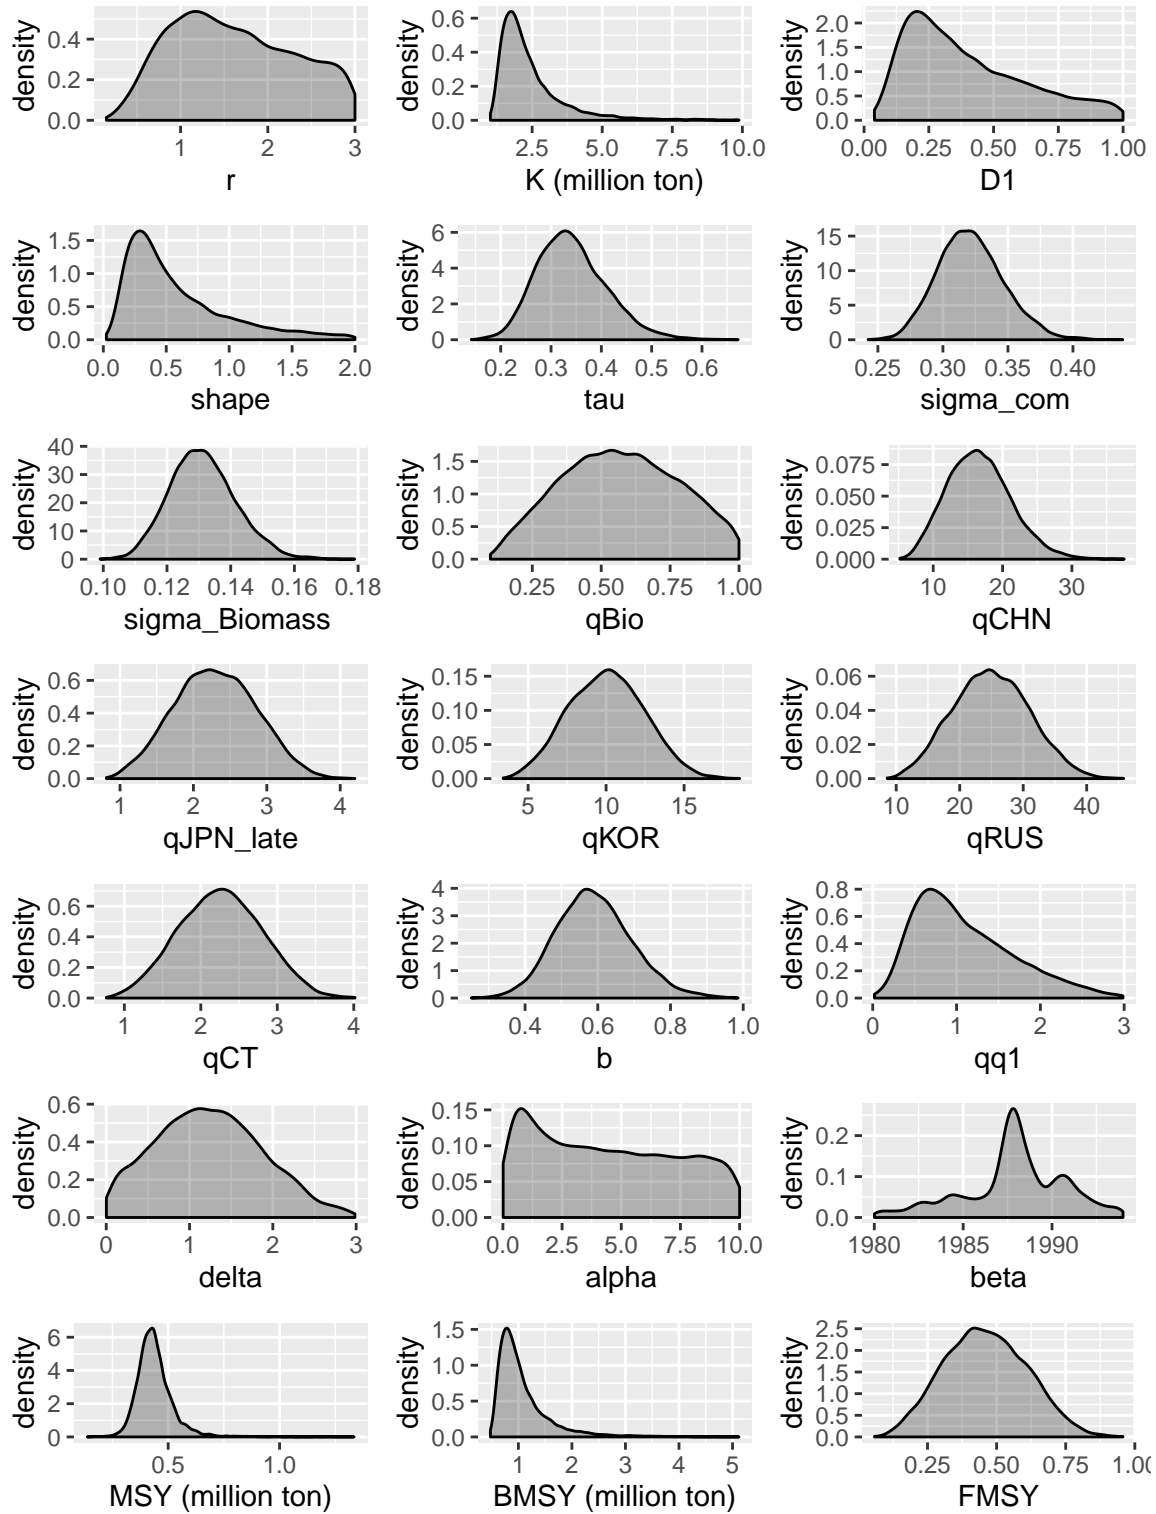 density
0.4
0.2
0.0
1 2 3
r
density
0.6
0.4
0.2
0.0
2.5 5.0 7.5 10.0
K (million ton)
density
2.0
1.5
1.0
0.5
0.0
0.00 0.25 0.50 0.75 1.00
D1
density
1.5
1.0
0.5
0.0
0.0 0.5 1.0 1.5 2.0
shape
density
6
4
2
0
0.2 0.3 0.4 0.5 0.6
tau
density
15
10
5
0
0.25 0.30 0.35 0.40
sigma_com
density
40
30
20
10
0
0.10 0.12 0.14 0.16 0.18
sigma_Biomass
density
1.5
1.0
0.5
0.0
0.25 0.50 0.75 1.00
qBio
density
0.075
0.050
0.025
0.000
10 20 30
qCHN
density
0.6
0.4
0.2
0.0
1 2 3 4
qJPN_late
density
0.15
0.10
0.05
0.00
5 10 15
qKOR
density
0.06
0.04
0.02
0.00
10 20 30 40
qRUS
density
0.6
0.4
0.2
0.0
1 2 3 4
qCT
density
4
3
2
1
0
0.4 0.6 0.8 1.0
b
density
0.8
0.6
0.4
0.2
0.0
0 1 2 3
qq1
density
0.6
0.4
0.2
0.0
0 1 2 3
delta
density
0.15
0.10
0.05
0.00
0.0 2.5 5.0 7.5 10.0
alpha
density
0.2
0.1
0.0
1980 1985 1990
beta
density
6
4
2
0
0.5 1.0
MSY (million ton)
density
1.5
1.0
0.5
0.0
1 2 3 4 5
BMSY (million ton)
density
2.5
2.0
1.5
1.0
0.5
0.0
0.25 0.50 0.75 1.00
FMSY